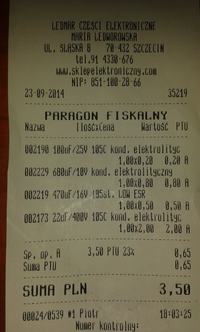 LEDMAR CZĘŚCI ELEKTRONICZNE
MARIA LEDWOROWSKA
UL. ŚLĄSKA 8 70-432 SZCZECIN
tel.91 4330-676
www.sklepelektroniczny.com
NIP: 851-100-28-66
23-09-2014 35219
PARAGON FISKALNY
Nazwa Ilość×Cena Wartość PTU
002190 100uF/25V 105C kond. elektrolityc
1,00x0,20 0,20 A
002229 680uF/10V kond. elektrolityczny
1,00x0,80 0,80 A
002219 470uF/16V 105st. LOW ESR
1,00x0,50 0,50 A
002173 22uF/400V 105C kond. elektrolityc
1,00x2,00 2,00 A
Sp. op. A 3,50 PTU 23% 0,65
Suma PTU 0,65
SUMA PLN 3,50
00024/0539 #1 Piotr 18:03:25
Numer kontrolny: